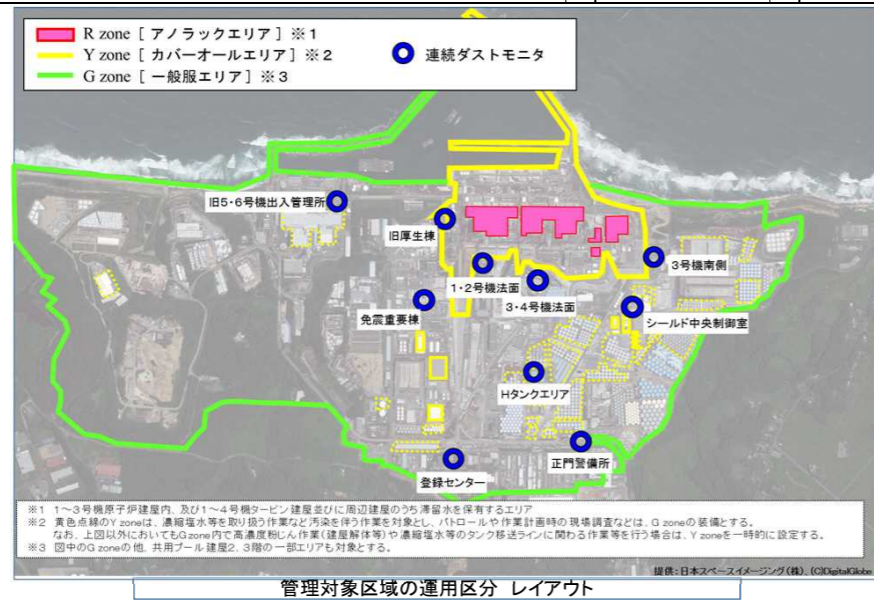 R zone [ アノラックエリア ] ※1
Y zone [ カバーオールエリア ] ※2
G zone [ 一般服エリア ] ※3
連続ダストモニタ
旧5・6号機出入管理所
旧厚生棟
3号機南側
1・2号機法面
3・4号機法面
免震重要棟
シールド中央制御室
Hタンクエリア
正門警備所
登録センター
※1 1～3号機原子炉建屋内、及び1～4号機タービン建屋並びに周辺建屋のうち滞留水を保有するエリア
※2 黄色点線のY zoneは、濃縮塩水等を取り扱う作業など汚染を伴う作業を対象とし、パトロールや作業計画時の現場調査などは、G zoneの装備とする。
なお、上図以外においてもG zone内で高濃度粉じん作業(建屋解体等)や濃縮塩水等のタンク移送ラインに関わる作業等を行う場合は、Y zoneを一時的に設定する。
※3 図中のG zoneの他、共用プール建屋2、3階の一部エリアも対象とする。
提供:日本スペースイメージング(株)、(C)DigitalGlobe
管理対象区域の運用区分 レイアウト